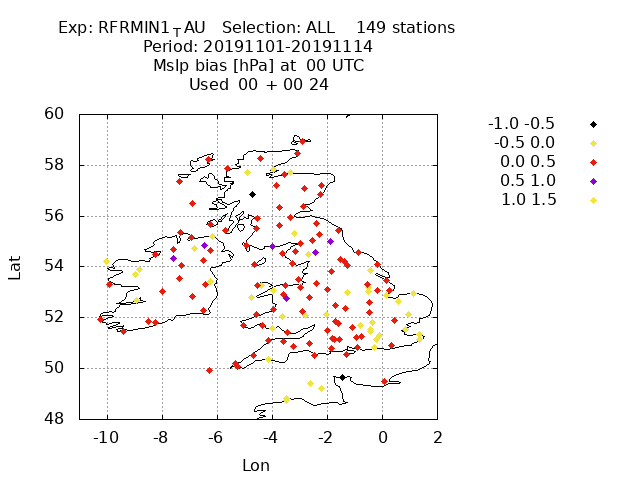 Exp: RFRMIN1TAU Selection: ALL 149 stations
Period: 20191101-20191114
Mslp bias [hPa] at 00 UTC
Used 00 + 00 24
-1.0 -0.5
-0.5 0.0
0.0 0.5
0.5 1.0
1.0 1.5
60
58
56
54
52
50
48
Lat
-10 -8 -6 -4 -2 0 2
Lon